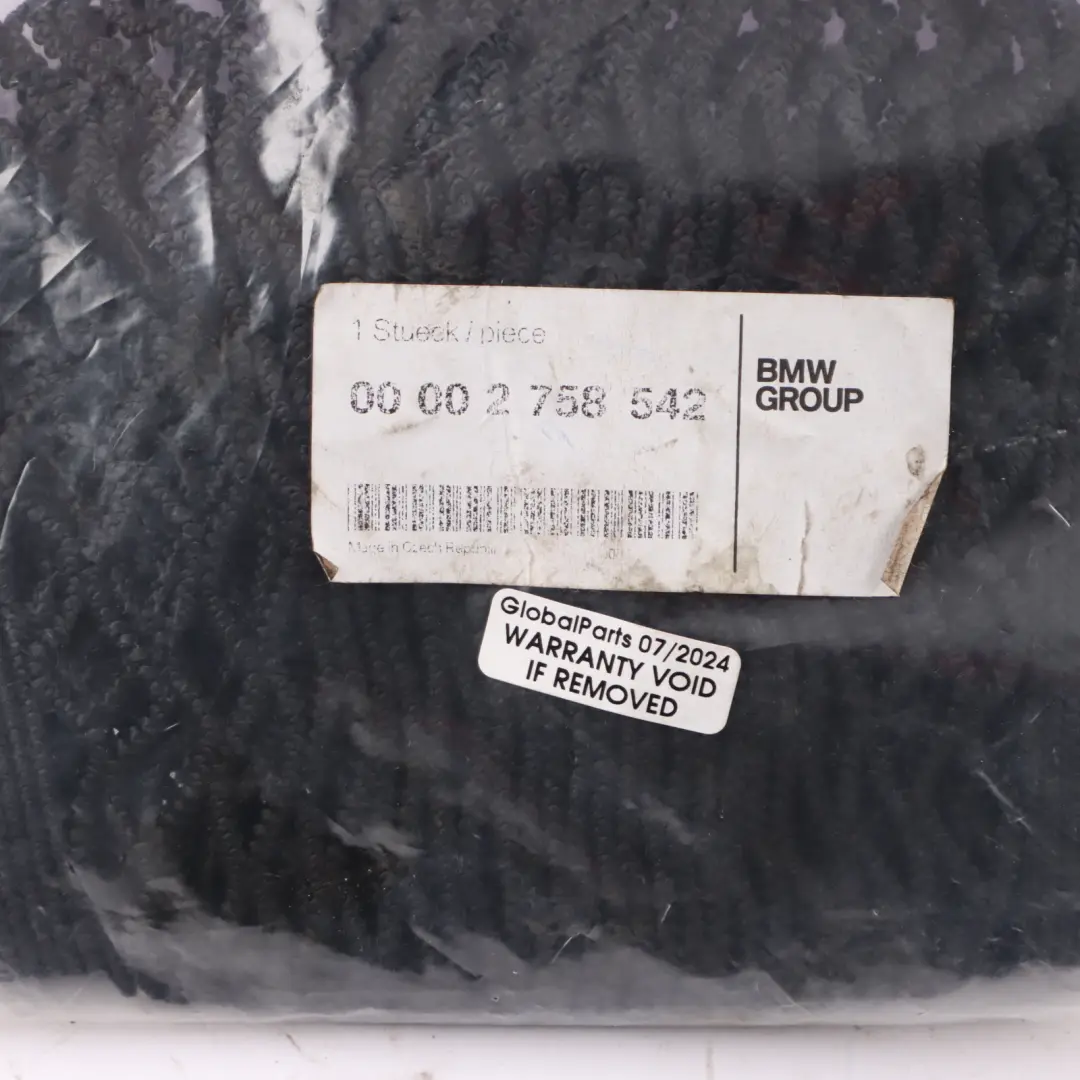 1 Stueck / piece
00 00 2 758 542
BMW
GROUP
Made in Czech Republic
GlobalParts 07/2024
WARRANTY VOID
IF REMOVED